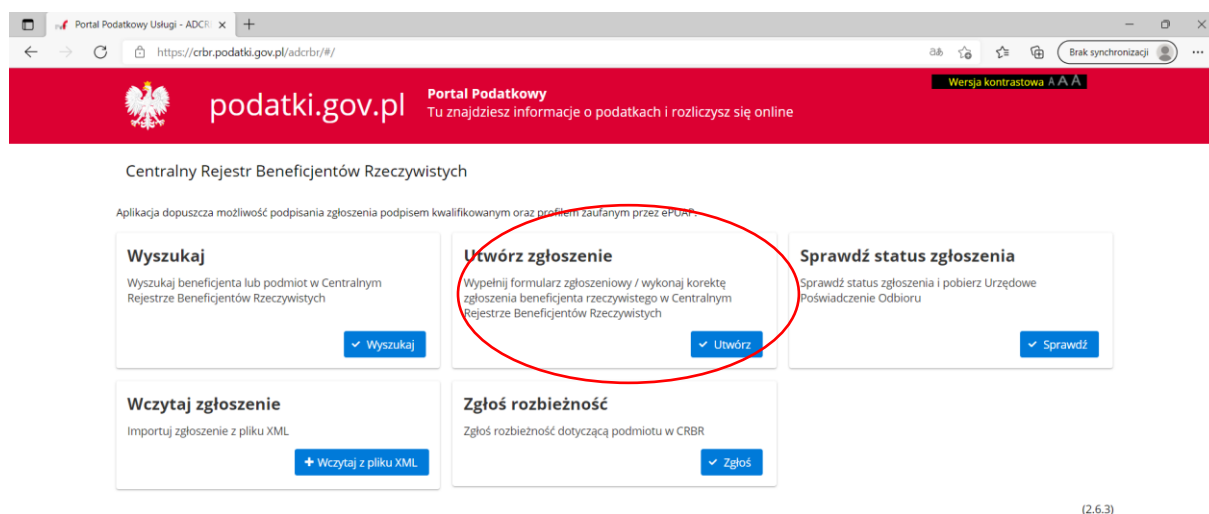 Portal Podatkowy Usługi - ADCR
https://crbr.podatki.gov.pl/adcrbr/#/
Brak synchronizacji
Wersja kontrastowa A A A
podatki.gov.pl
Portal Podatkowy
Tu znajdziesz informacje o podatkach i rozliczysz się online
Centralny Rejestr Beneficjentów Rzeczywistych
Aplikacja dopuszcza możliwość podpisania zgłoszenia podpisem kwalifikowanym oraz profilem zaufanym przez ePUAP.
Wyszukaj
Wyszukaj beneficjenta lub podmiot w Centralnym
Rejestrze Beneficjentów Rzeczywistych
Wyszukaj
Utwórz zgłoszenie
Wypełnij formularz zgłoszeniowy / wykonaj korektę
zgłoszenia beneficjenta rzeczywistego w Centralnym
Rejestrze Beneficjentów Rzeczywistych
Utwórz
Sprawdź status zgłoszenia
Sprawdź status zgłoszenia i pobierz Urzędowe
Poświadczenie Odbioru
Sprawdź
Wczytaj zgłoszenie
Importuj zgłoszenie z pliku XML
Wczytaj z pliku XML
Zgłoś rozbieżność
Zgłoś rozbieżność dotyczącą podmiotu w CRBR
Zgłoś
(2.6.3)